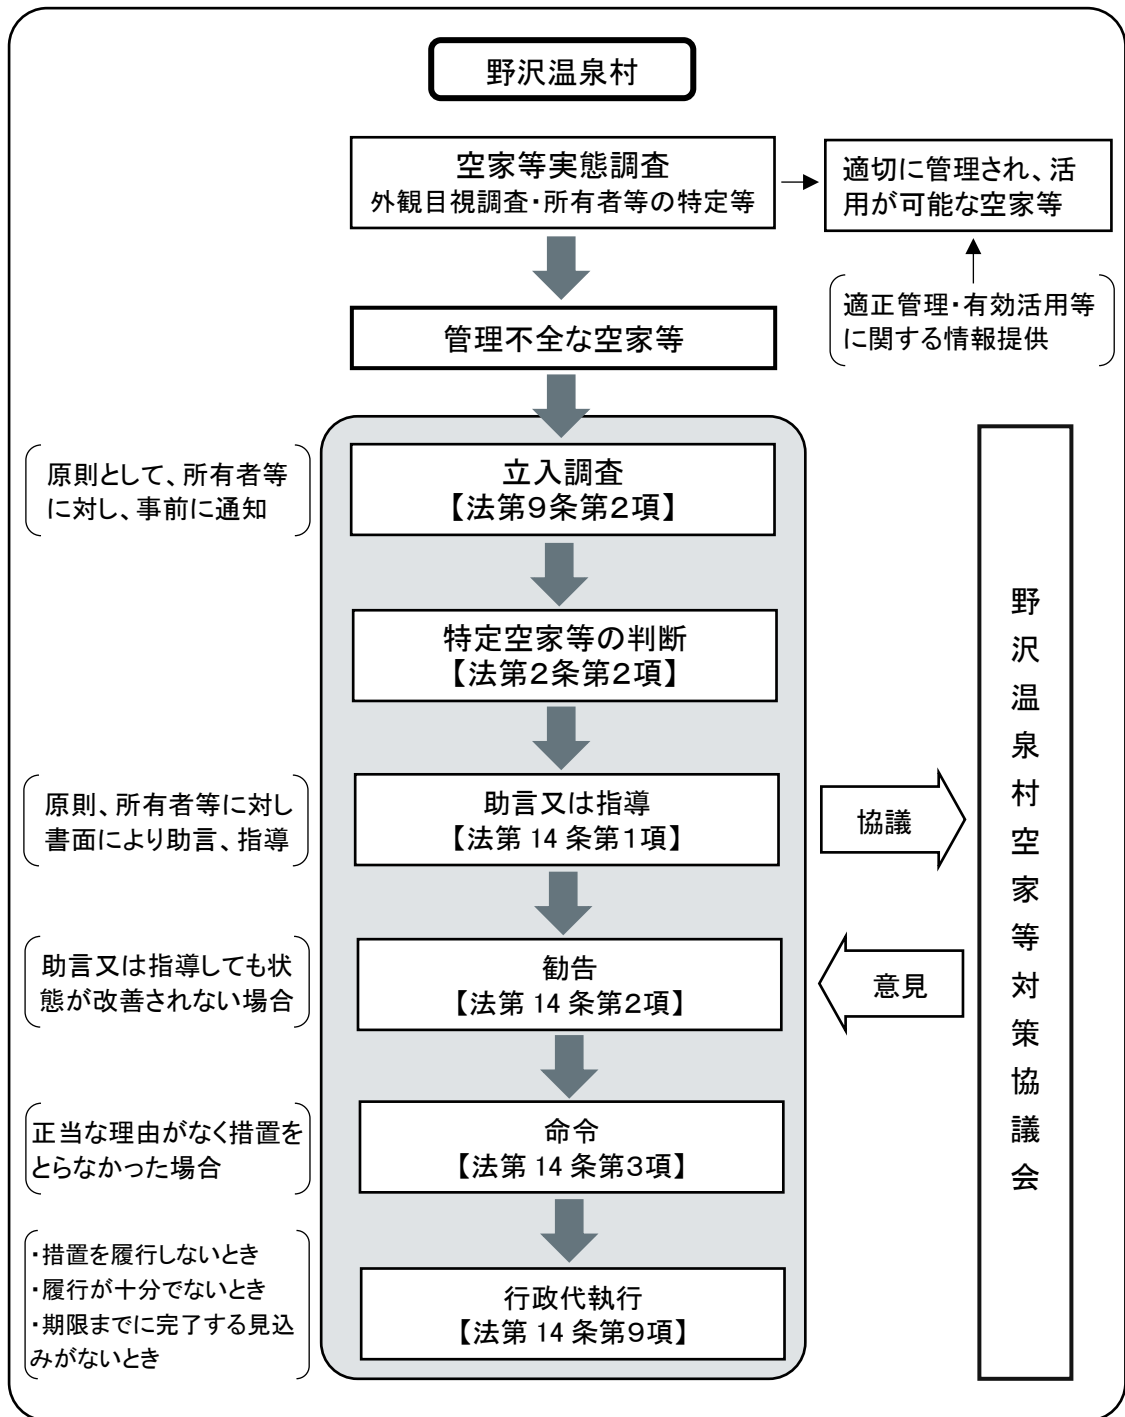 野沢温泉村
空家等実態調査
外観目視調査・所有者等の特定等
適切に管理され、活
用が可能な空家等
適正管理・有効活用等
に関する情報提供
管理不全な空家等
原則として、所有者等
に対し、事前に通知
立入調査
【法第9条第2項】
特定空家等の判断
【法第2条第2項】
原則、所有者等に対し
書面により助言、指導
助言又は指導
【法第 14 条第1項】
協議
助言又は指導しても状
態が改善されない場合
勧告
【法第 14 条第2項】
意見
正当な理由がなく措置を
とらなかった場合
命令
【法第 14 条第3項】
・措置を履行しないとき
・履行が十分でないとき
・期限までに完了する見込
みがないとき
行政代執行
【法第 14 条第9項】
野沢温泉村空家等対策協議会